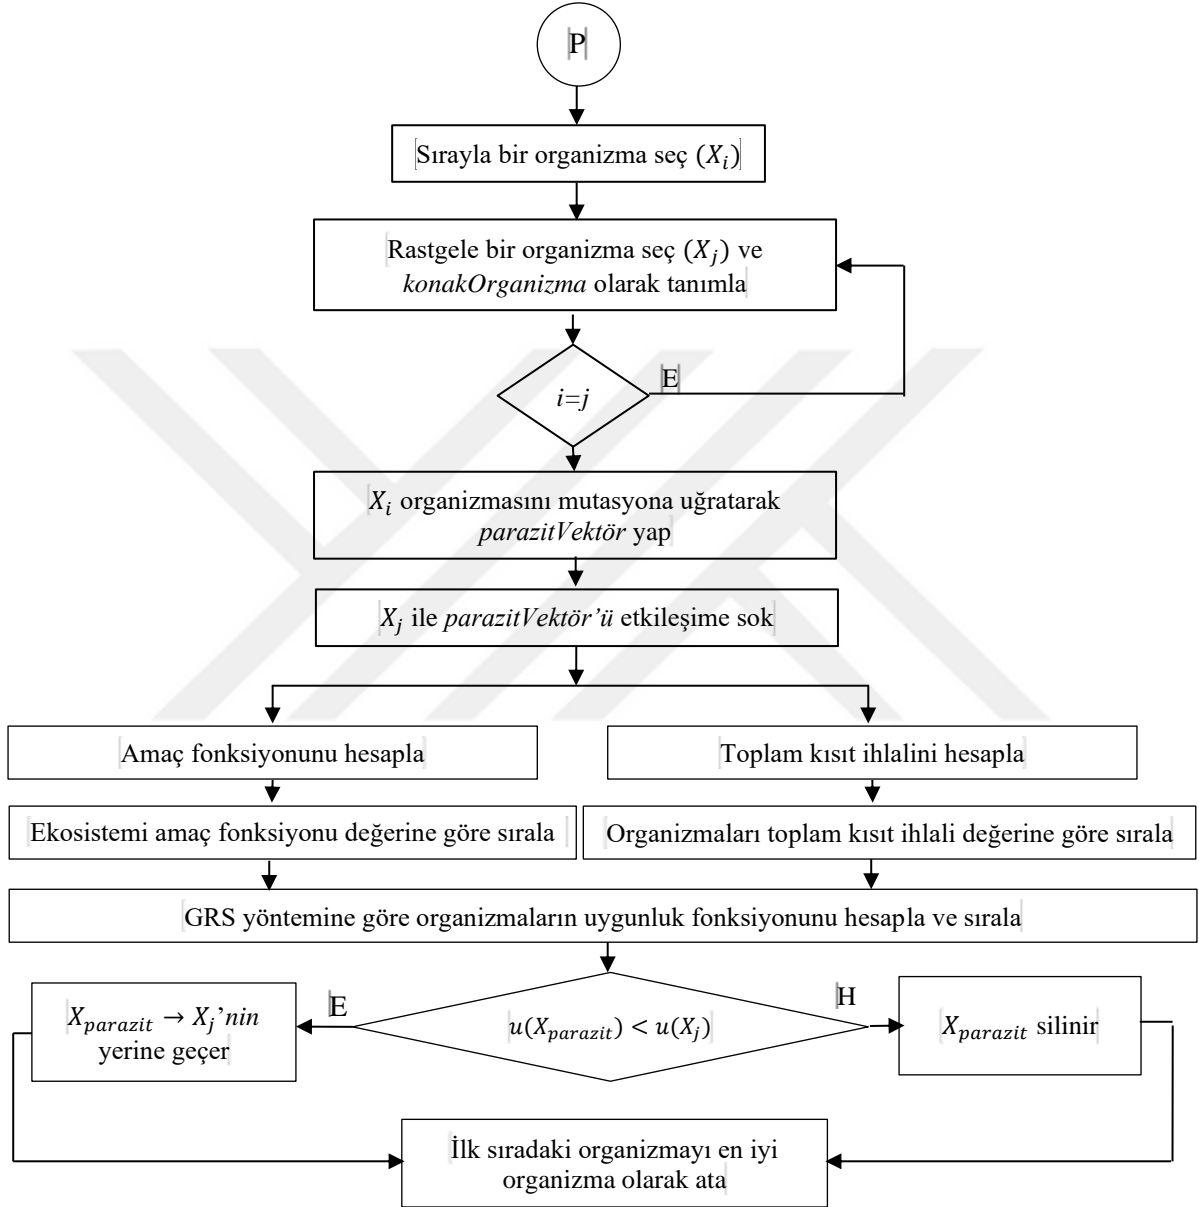 P
Sırayla bir organizma seç (X_i)
Rastgele bir organizma seç (X_j) ve
konakOrganizma olarak tanımla
i=j
E
X_i organizmasını mutasyona uğratarak
parazitVektör yap
X_j ile parazitVektör’ü etkileşime sok
Amaç fonksiyonunu hesapla
Toplam kısıt ihlalini hesapla
Ekosistemi amaç fonksiyonu değerine göre sırala
Organizmaları toplam kısıt ihlali değerine göre sırala
GRS yöntemine göre organizmaların uygunluk fonksiyonunu hesapla ve sırala
X_parazit → X_j’nin
yerine geçer
E
u(X_parazit) < u(X_j)
H
X_parazit silinir
İlk sıradaki organizmayı en iyi
organizma olarak ata